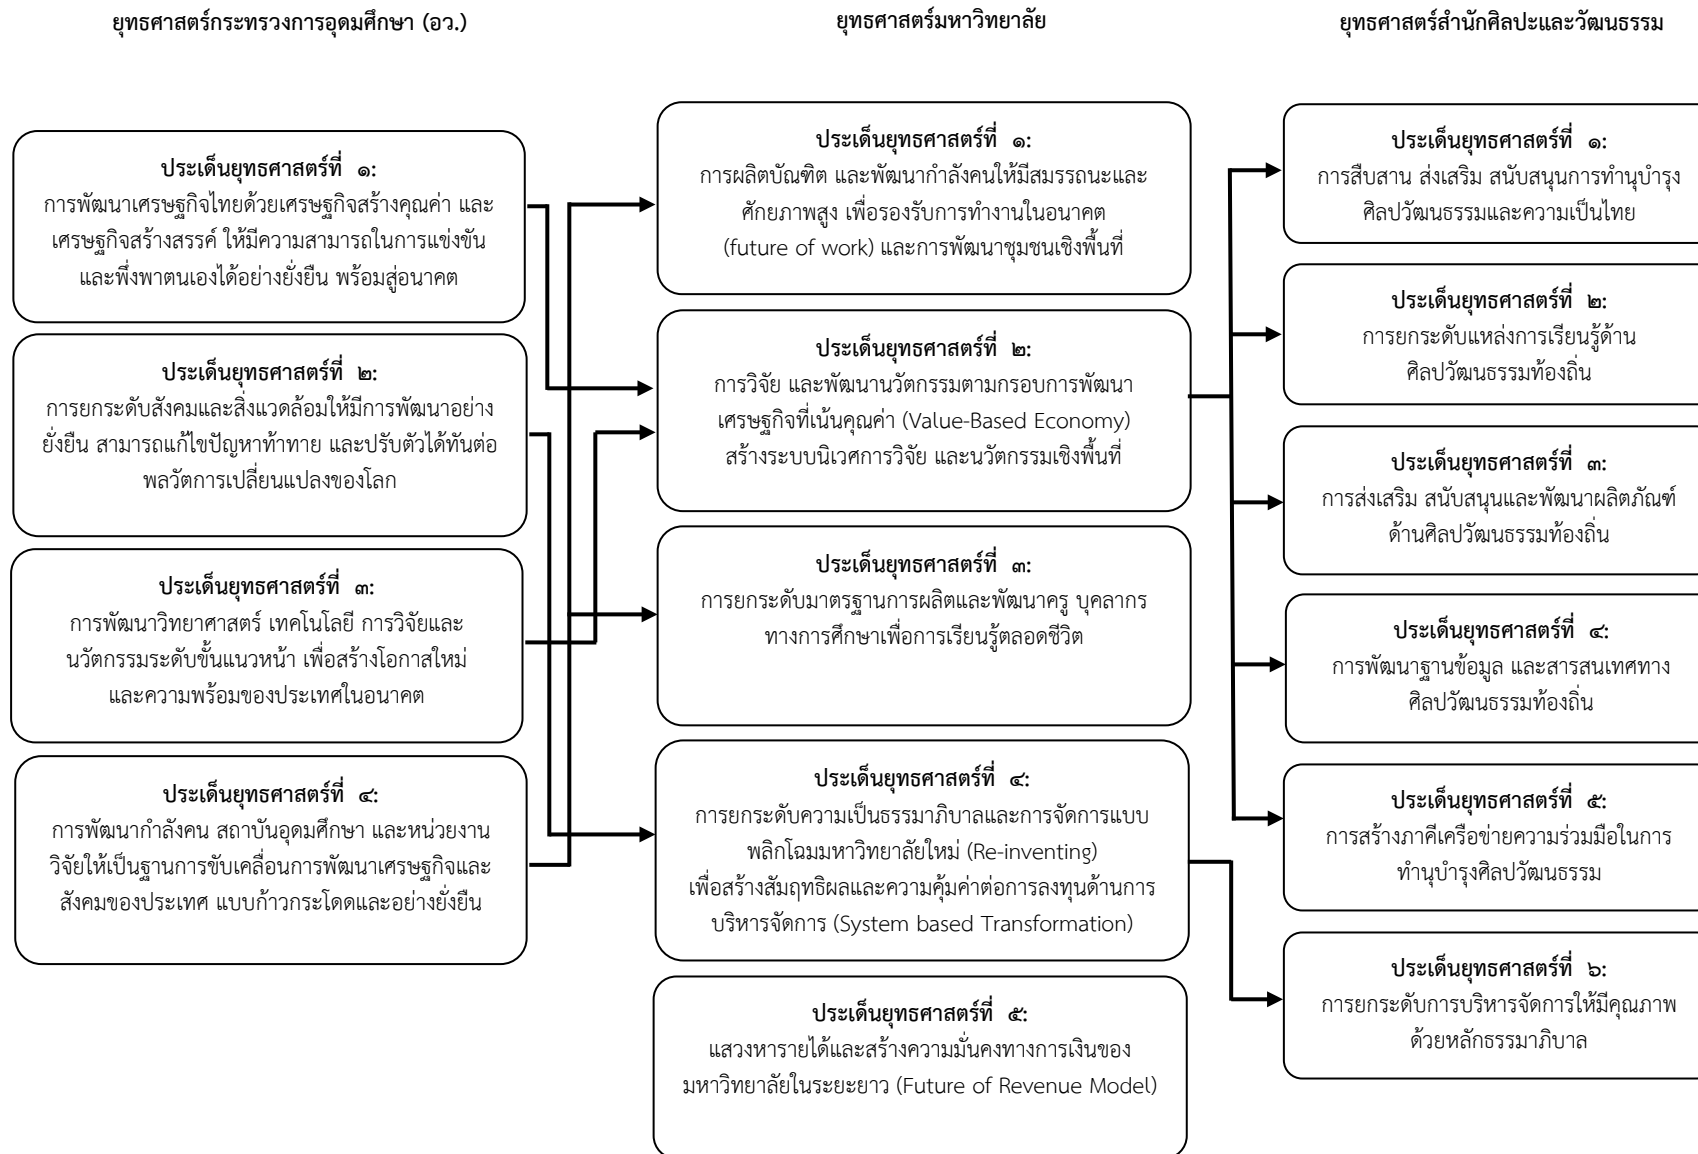 ยุทธศาสตร์กระทรวงการอุดมศึกษา (อว.)
ประเด็นยุทธศาสตร์ที่ ๑:
การพัฒนาเศรษฐกิจไทยด้วยเศรษฐกิจสร้างคุณค่า และ
เศรษฐกิจสร้างสรรค์ ให้มีความสามารถในการแข่งขัน
และพึ่งพาตนเองได้อย่างยั่งยืน พร้อมสู่อนาคต
ประเด็นยุทธศาสตร์ที่ ๒:
การยกระดับสังคมและสิ่งแวดล้อมให้มีการพัฒนาอย่าง
ยั่งยืน สามารถแก้ไขปัญหาท้าทาย และปรับตัวได้ทันต่อ
พลวัตการเปลี่ยนแปลงของโลก
ประเด็นยุทธศาสตร์ที่ ๓:
การพัฒนาวิทยาศาสตร์ เทคโนโลยี การวิจัยและ
นวัตกรรมระดับขั้นแนวหน้า เพื่อสร้างโอกาสใหม่
และความพร้อมของประเทศในอนาคต
ประเด็นยุทธศาสตร์ที่ ๔:
การพัฒนากำลังคน สถาบันอุดมศึกษา และหน่วยงาน
วิจัยให้เป็นฐานการขับเคลื่อนการพัฒนาเศรษฐกิจและ
สังคมของประเทศ แบบก้าวกระโดดและอย่างยั่งยืน
ยุทธศาสตร์มหาวิทยาลัย
ประเด็นยุทธศาสตร์ที่ ๑:
การผลิตบัณฑิต และพัฒนากำลังคนให้มีสมรรถนะและ
ศักยภาพสูง เพื่อรองรับการทำงานในอนาคต
(future of work) และการพัฒนาชุมชนเชิงพื้นที่
ประเด็นยุทธศาสตร์ที่ ๒:
การวิจัย และพัฒนานวัตกรรมตามกรอบการพัฒนา
เศรษฐกิจที่เน้นคุณค่า (Value-Based Economy)
สร้างระบบนิเวศการวิจัย และนวัตกรรมเชิงพื้นที่
ประเด็นยุทธศาสตร์ที่ ๓:
การยกระดับมาตรฐานการผลิตและพัฒนาครู บุคลากร
ทางการศึกษาเพื่อการเรียนรู้ตลอดชีวิต
ประเด็นยุทธศาสตร์ที่ ๔:
การยกระดับความเป็นธรรมาภิบาลและการจัดการแบบ
พลิกโฉมมหาวิทยาลัยใหม่ (Re-inventing)
เพื่อสร้างสัมฤทธิผลและความคุ้มค่าต่อการลงทุนด้านการ
บริหารจัดการ (System based Transformation)
ประเด็นยุทธศาสตร์ที่ ๕:
แสวงหารายได้และสร้างความมั่นคงทางการเงินของ
มหาวิทยาลัยในระยะยาว (Future of Revenue Model)
ยุทธศาสตร์สำนักศิลปะและวัฒนธรรม
ประเด็นยุทธศาสตร์ที่ ๑:
การสืบสาน ส่งเสริม สนับสนุนการทำนุบำรุง
ศิลปวัฒนธรรมและความเป็นไทย
ประเด็นยุทธศาสตร์ที่ ๒:
การยกระดับแหล่งการเรียนรู้ด้าน
ศิลปวัฒนธรรมท้องถิ่น
ประเด็นยุทธศาสตร์ที่ ๓:
การส่งเสริม สนับสนุนและพัฒนาผลิตภัณฑ์
ด้านศิลปวัฒนธรรมท้องถิ่น
ประเด็นยุทธศาสตร์ที่ ๔:
การพัฒนาฐานข้อมูล และสารสนเทศทาง
ศิลปวัฒนธรรมท้องถิ่น
ประเด็นยุทธศาสตร์ที่ ๕:
การสร้างภาคีเครือข่ายความร่วมมือในการ
ทำนุบำรุงศิลปวัฒนธรรม
ประเด็นยุทธศาสตร์ที่ ๖:
การยกระดับการบริหารจัดการให้มีคุณภาพ
ด้วยหลักธรรมาภิบาล